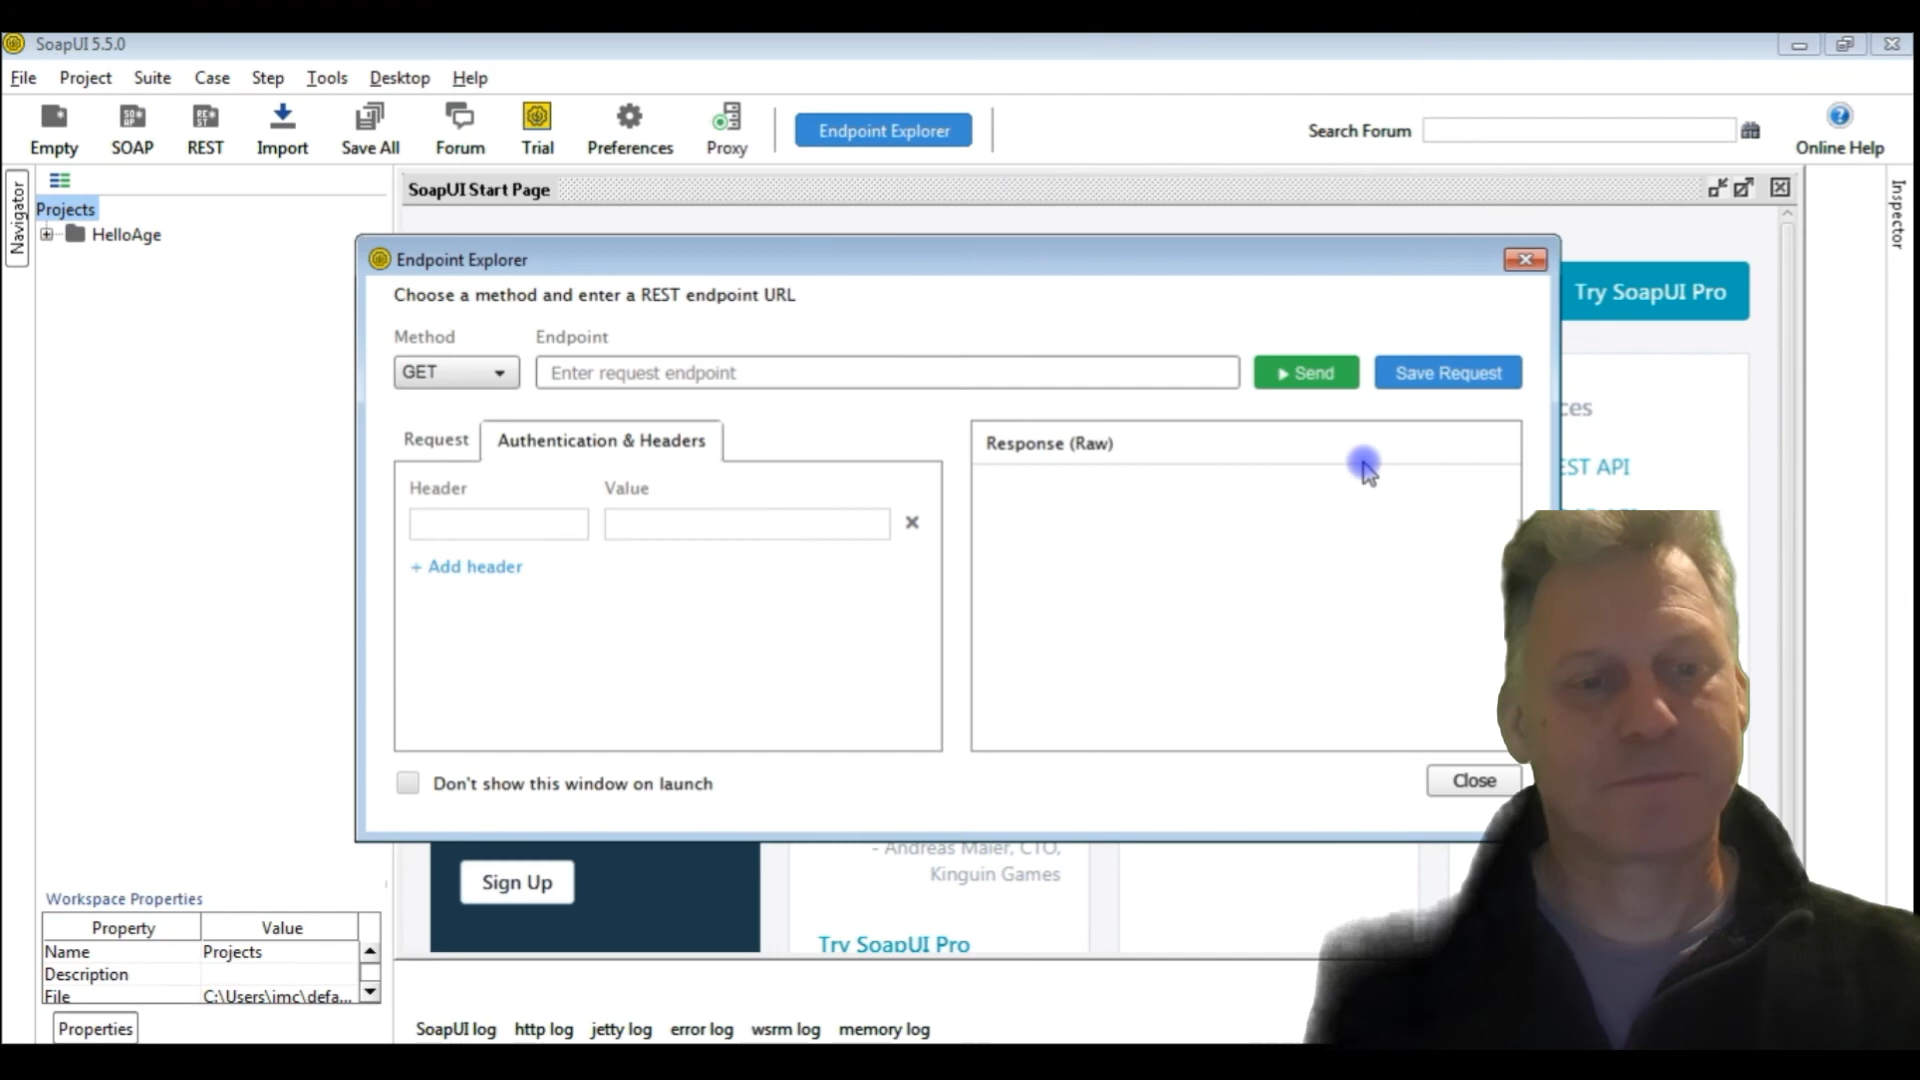 SoapUI 5.5.0
File Project Suite Case Step Tools Desktop Help
Empty SOAP REST Import Save All Forum Trial Preferences Proxy Endpoint Explorer Search Forum Online Help
Navigator
Projects
HelloAge
SoapUI Start Page
Inspector
Endpoint Explorer
Choose a method and enter a REST endpoint URL
Try SoapUI Pro
Method Endpoint
GET Enter request endpoint Send Save Request
ces
Request Authentication & Headers Response (Raw)
EST API
Header Value
+ Add header
Don't show this window on launch
Close
- Andreas Maier, CTO,
Kinguin Games
Sign Up
Try SoapUI Pro
Workspace Properties
Property Value
Name Projects
Description
File C:\Users\imc\defa...
Properties
SoapUI log http log jetty log error log wsrm log memory log